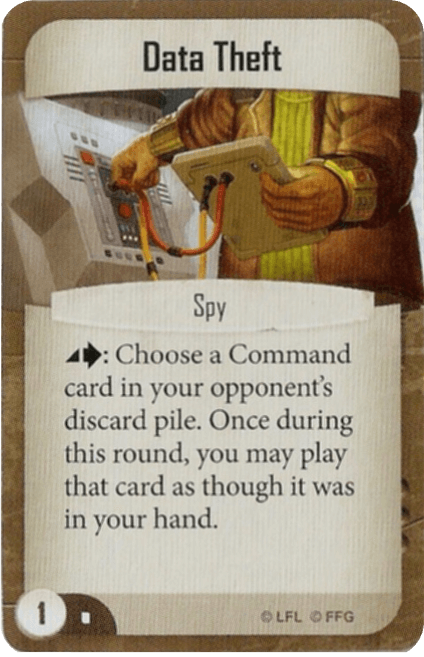 Data Theft
Spy
: Choose a Command
card in your opponent's
discard pile. Once during
this round, you may play
that card as though it was
in your hand.
1
© LFL © FFG